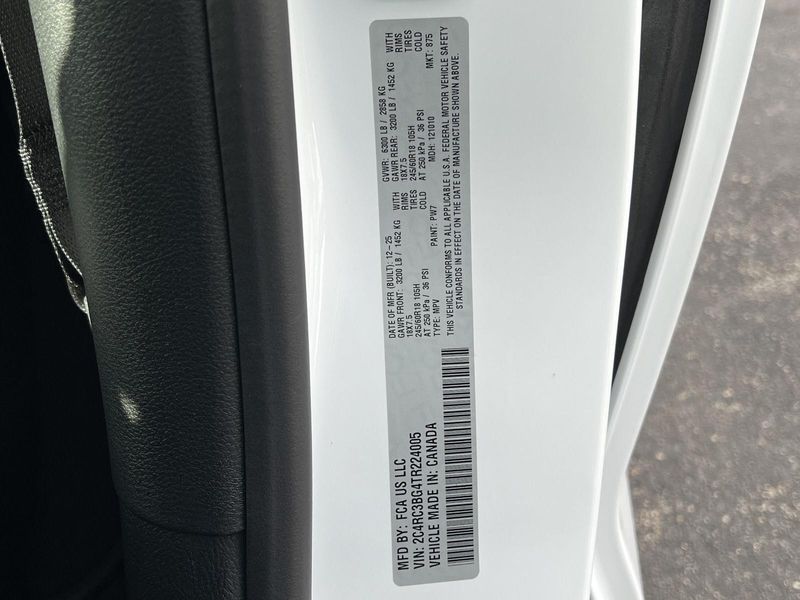 MFD BY: FCA US LLC
VIN: 2C4RC3BG4TR224005
VEHICLE MADE IN: CANADA
DATE OF MFR (BUILT): 12-25
GVWR: 6300 LB / 2858 KG
GAWR FRONT: 3200 LB / 1452 KG WITH
GAWR REAR: 3200 LB / 1452 KG WITH
18X7.5 RIMS
18X7.5 RIMS
245/60R18 105H TIRES
245/60R18 105H TIRES
AT 250 kPa / 36 PSI COLD
AT 250 kPa / 36 PSI COLD
TYPE: MPV PAINT: PW7 MDH: 121010 MKT: 875
THIS VEHICLE CONFORMS TO ALL APPLICABLE U.S.A. FEDERAL MOTOR VEHICLE SAFETY
STANDARDS IN EFFECT ON THE DATE OF MANUFACTURE SHOWN ABOVE.